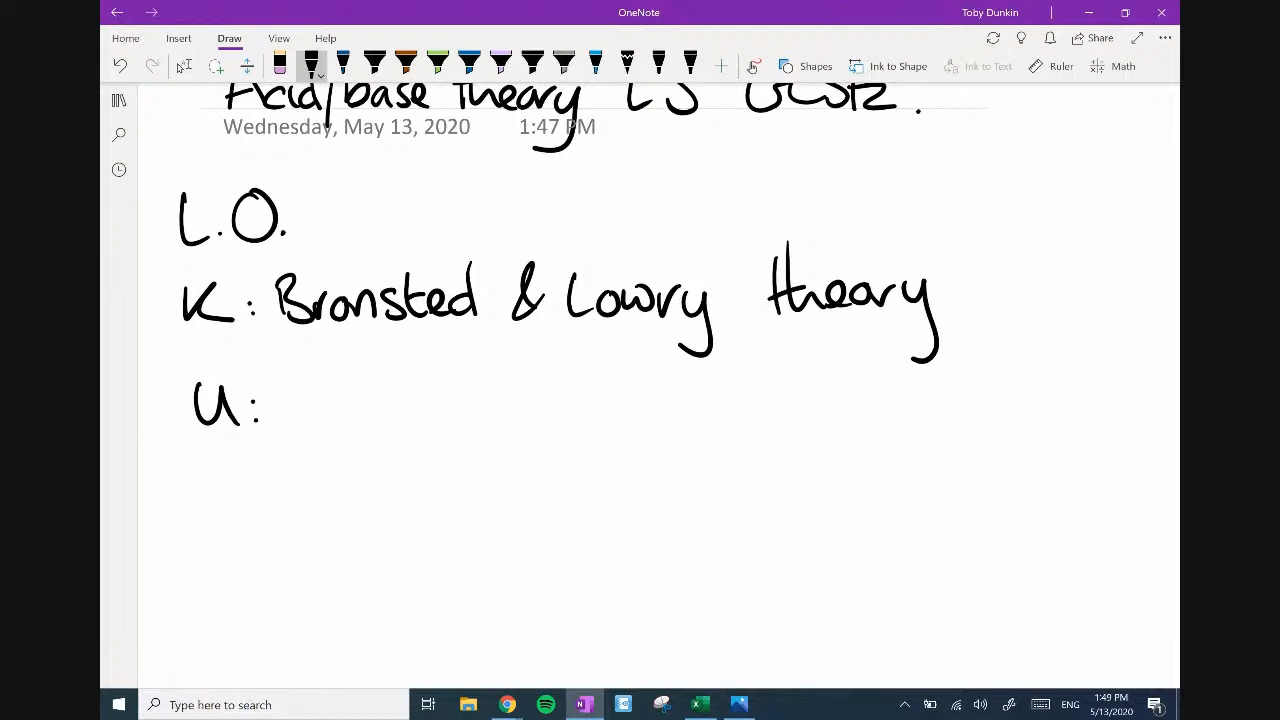 OneNote
Toby Dunkin
Home Insert Draw View Help
Share
Shapes Ink to Shape Ink to Text Ruler Math
Acid/base theory L3
Wednesday, May 13, 2020 1:47 PM
L.O.
K: Bronsted & Lowry theory
U:
Type here to search
ENG
1:49 PM
5/13/2020